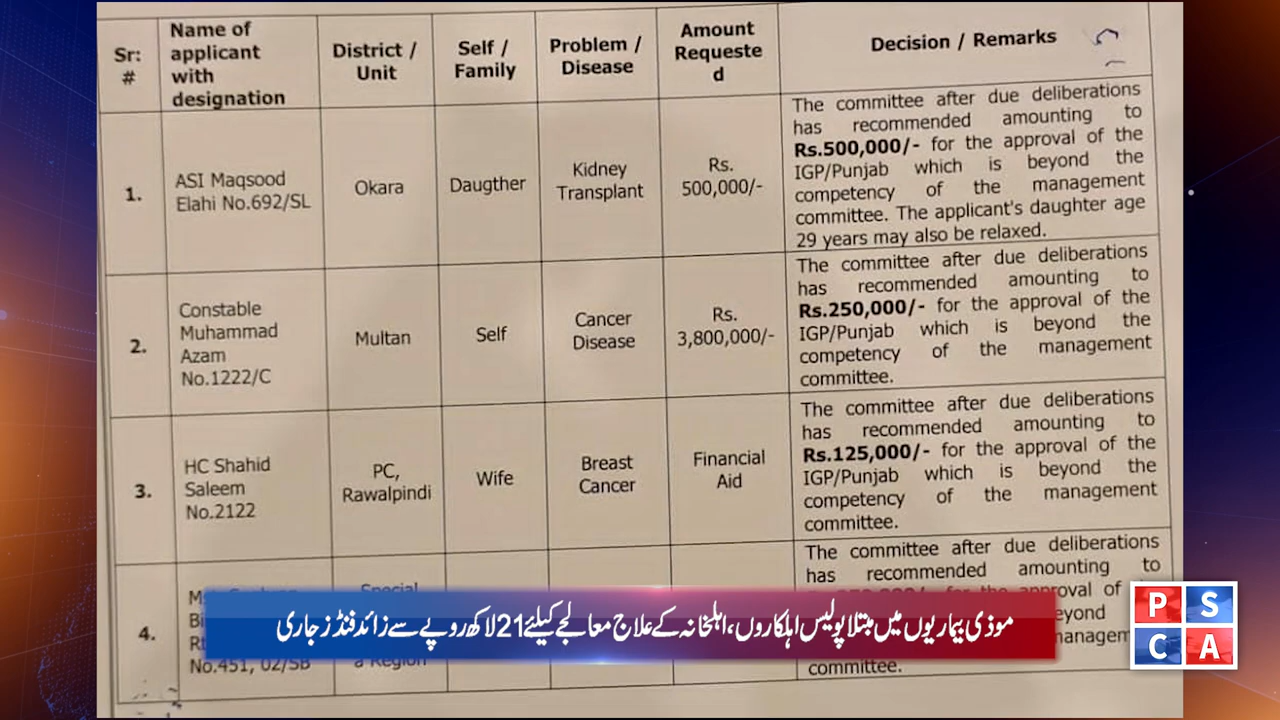 Sr: #
Name of applicant with designation
District / Unit
Self / Family
Problem / Disease
Amount Requeste d
Decision / Remarks
1.
ASI Maqsood
Elahi No.692/SL
Okara
Daugther
Kidney
Transplant
Rs.
500,000/-
The committee after due deliberations
has recommended amounting to
Rs.500,000/- for the approval of the
IGP/Punjab which is beyond the
competency of the management
committee. The applicant's daughter age
29 years may also be relaxed.
2.
Constable
Muhammad
Azam
No.1222/C
Multan
Self
Cancer
Disease
Rs.
3,800,000/-
The committee after due deliberations
has recommended amounting to
Rs.250,000/- for the approval of the
IGP/Punjab which is beyond the
competency of the management
committee.
3.
HC Shahid
Saleem
No.2122
PC,
Rawalpindi
Wife
Breast
Cancer
Financial
Aid
The committee after due deliberations
has recommended amounting to
Rs.125,000/- for the approval of the
IGP/Punjab which is beyond the
competency of the management
committee.
4.
No.451, 02/SB
Special
a Region
The committee after due deliberations
has recommended amounting to
committee.
موذی بیماریوں میں مبتلا پولیس اہلکاروں، اہلخانہ کے علاج معالجے کیلئے 21 لاکھ روپے سے زائد فنڈز جاری
PS
CA